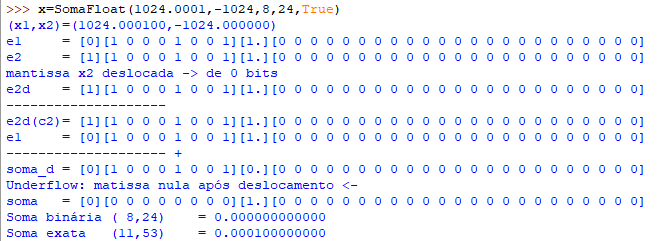 >>> x=SomaFloat(1024.0001,-1024,8,24,True)
(x1,x2)=(1024.000100,-1024.000000)
e1     = [0][1 0 0 0 1 0 0 1][1.][0 0 0 0 0 0 0 0 0 0 0 0 0 0 0 0 0 0 0 0 0 0 0]
e2     = [1][1 0 0 0 1 0 0 1][1.][0 0 0 0 0 0 0 0 0 0 0 0 0 0 0 0 0 0 0 0 0 0 0]
mantissa x2 deslocada -> de 0 bits
e2d    = [1][1 0 0 0 1 0 0 1][1.][0 0 0 0 0 0 0 0 0 0 0 0 0 0 0 0 0 0 0 0 0 0 0]
--------------------
e2d(c2)= [1][1 0 0 0 1 0 0 1][1.][0 0 0 0 0 0 0 0 0 0 0 0 0 0 0 0 0 0 0 0 0 0 0]
e1     = [0][1 0 0 0 1 0 0 1][1.][0 0 0 0 0 0 0 0 0 0 0 0 0 0 0 0 0 0 0 0 0 0 0]
-------------------- +
soma_d = [0][1 0 0 0 1 0 0 1][0.][0 0 0 0 0 0 0 0 0 0 0 0 0 0 0 0 0 0 0 0 0 0 0]
Underflow: matissa nula após deslocamento <-
soma   = [0][0 0 0 0 0 0 0 0][1.][0 0 0 0 0 0 0 0 0 0 0 0 0 0 0 0 0 0 0 0 0 0 0]
Soma binária ( 8,24)    = 0.000000000000
Soma exata   (11,53)    = 0.000100000000